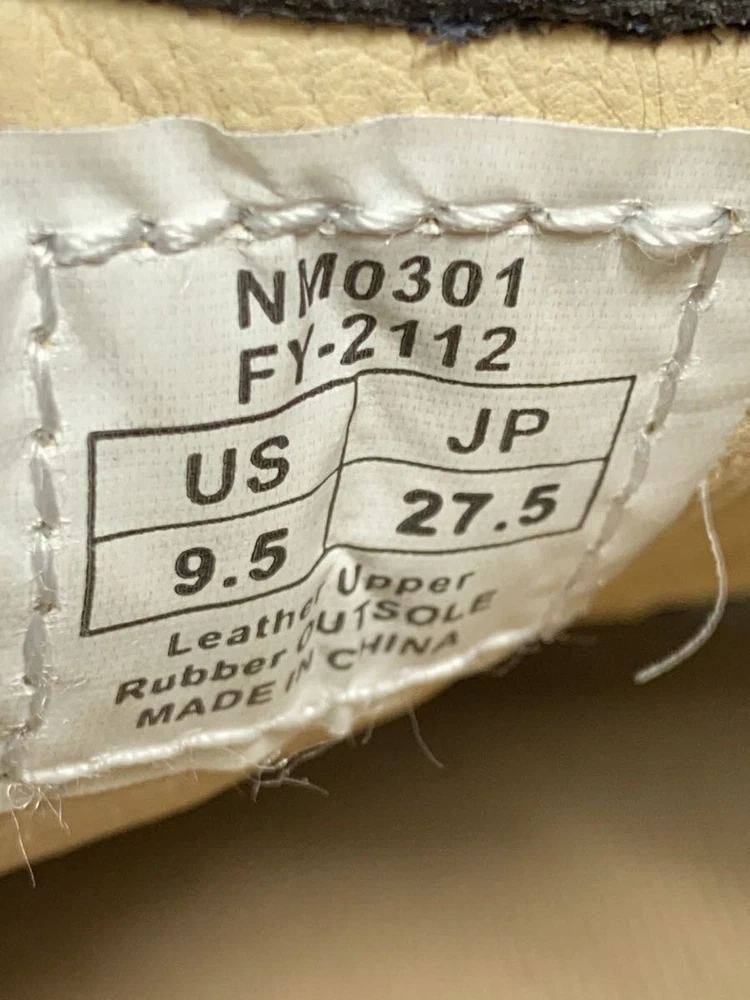 NM0301
FY-2112
US JP
9.5 27.5
Leather Upper
Rubber OUTSOLE
MADE IN CHINA